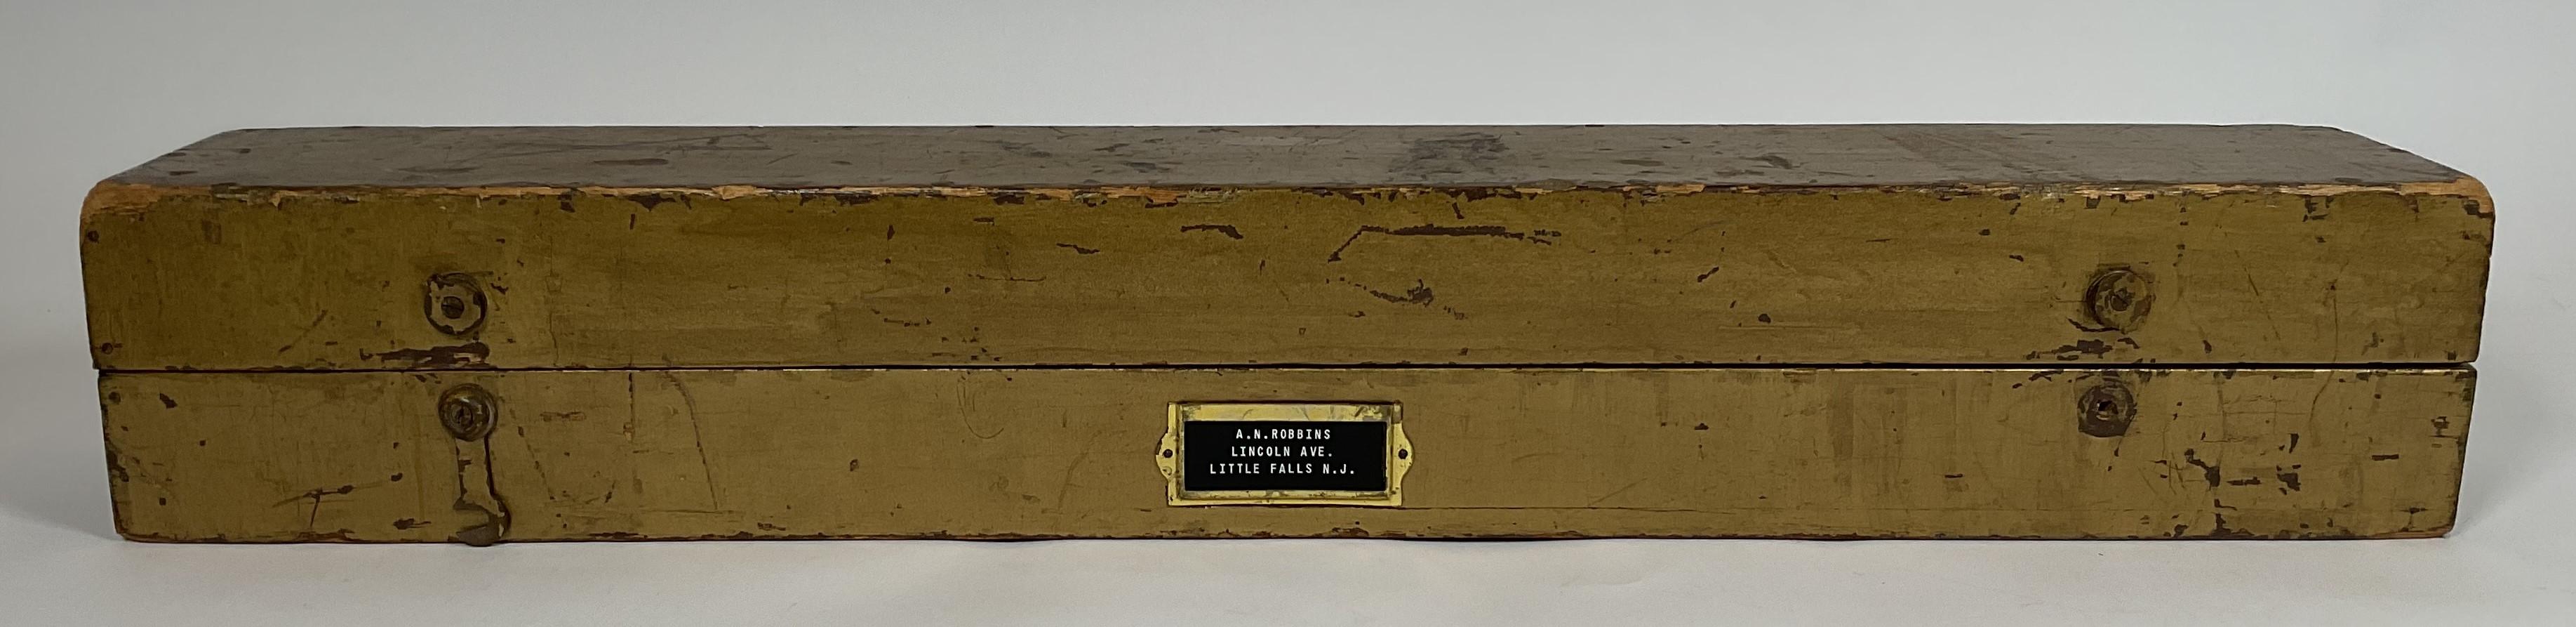 A.N.ROBBINS
LINCOLN AVE.
LITTLE FALLS N.J.